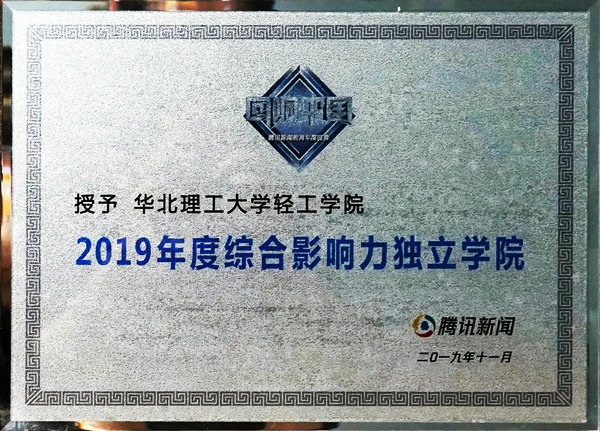 回响中国
腾讯新闻教育年度盛典
授予 华北理工大学轻工学院
2019年度综合影响力独立学院
腾讯新闻
二〇一九年十一月